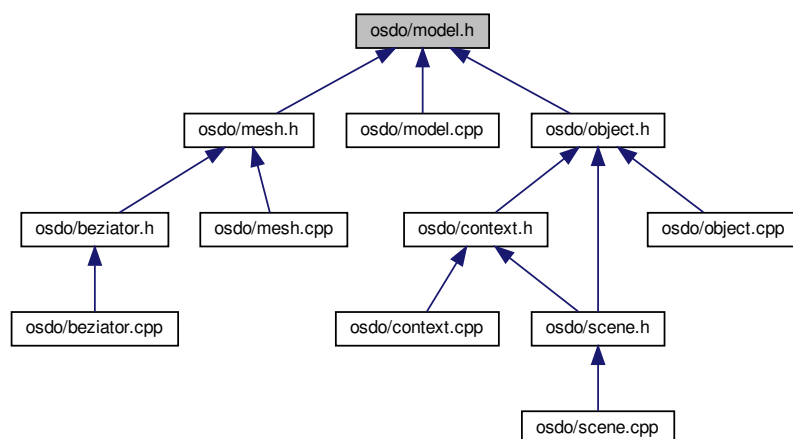 osdo/model.h
osdo/mesh.h
osdo/model.cpp
osdo/object.h
osdo/beziator.h
osdo/mesh.cpp
osdo/context.h
osdo/object.cpp
osdo/beziator.cpp
osdo/context.cpp
osdo/scene.h
osdo/scene.cpp